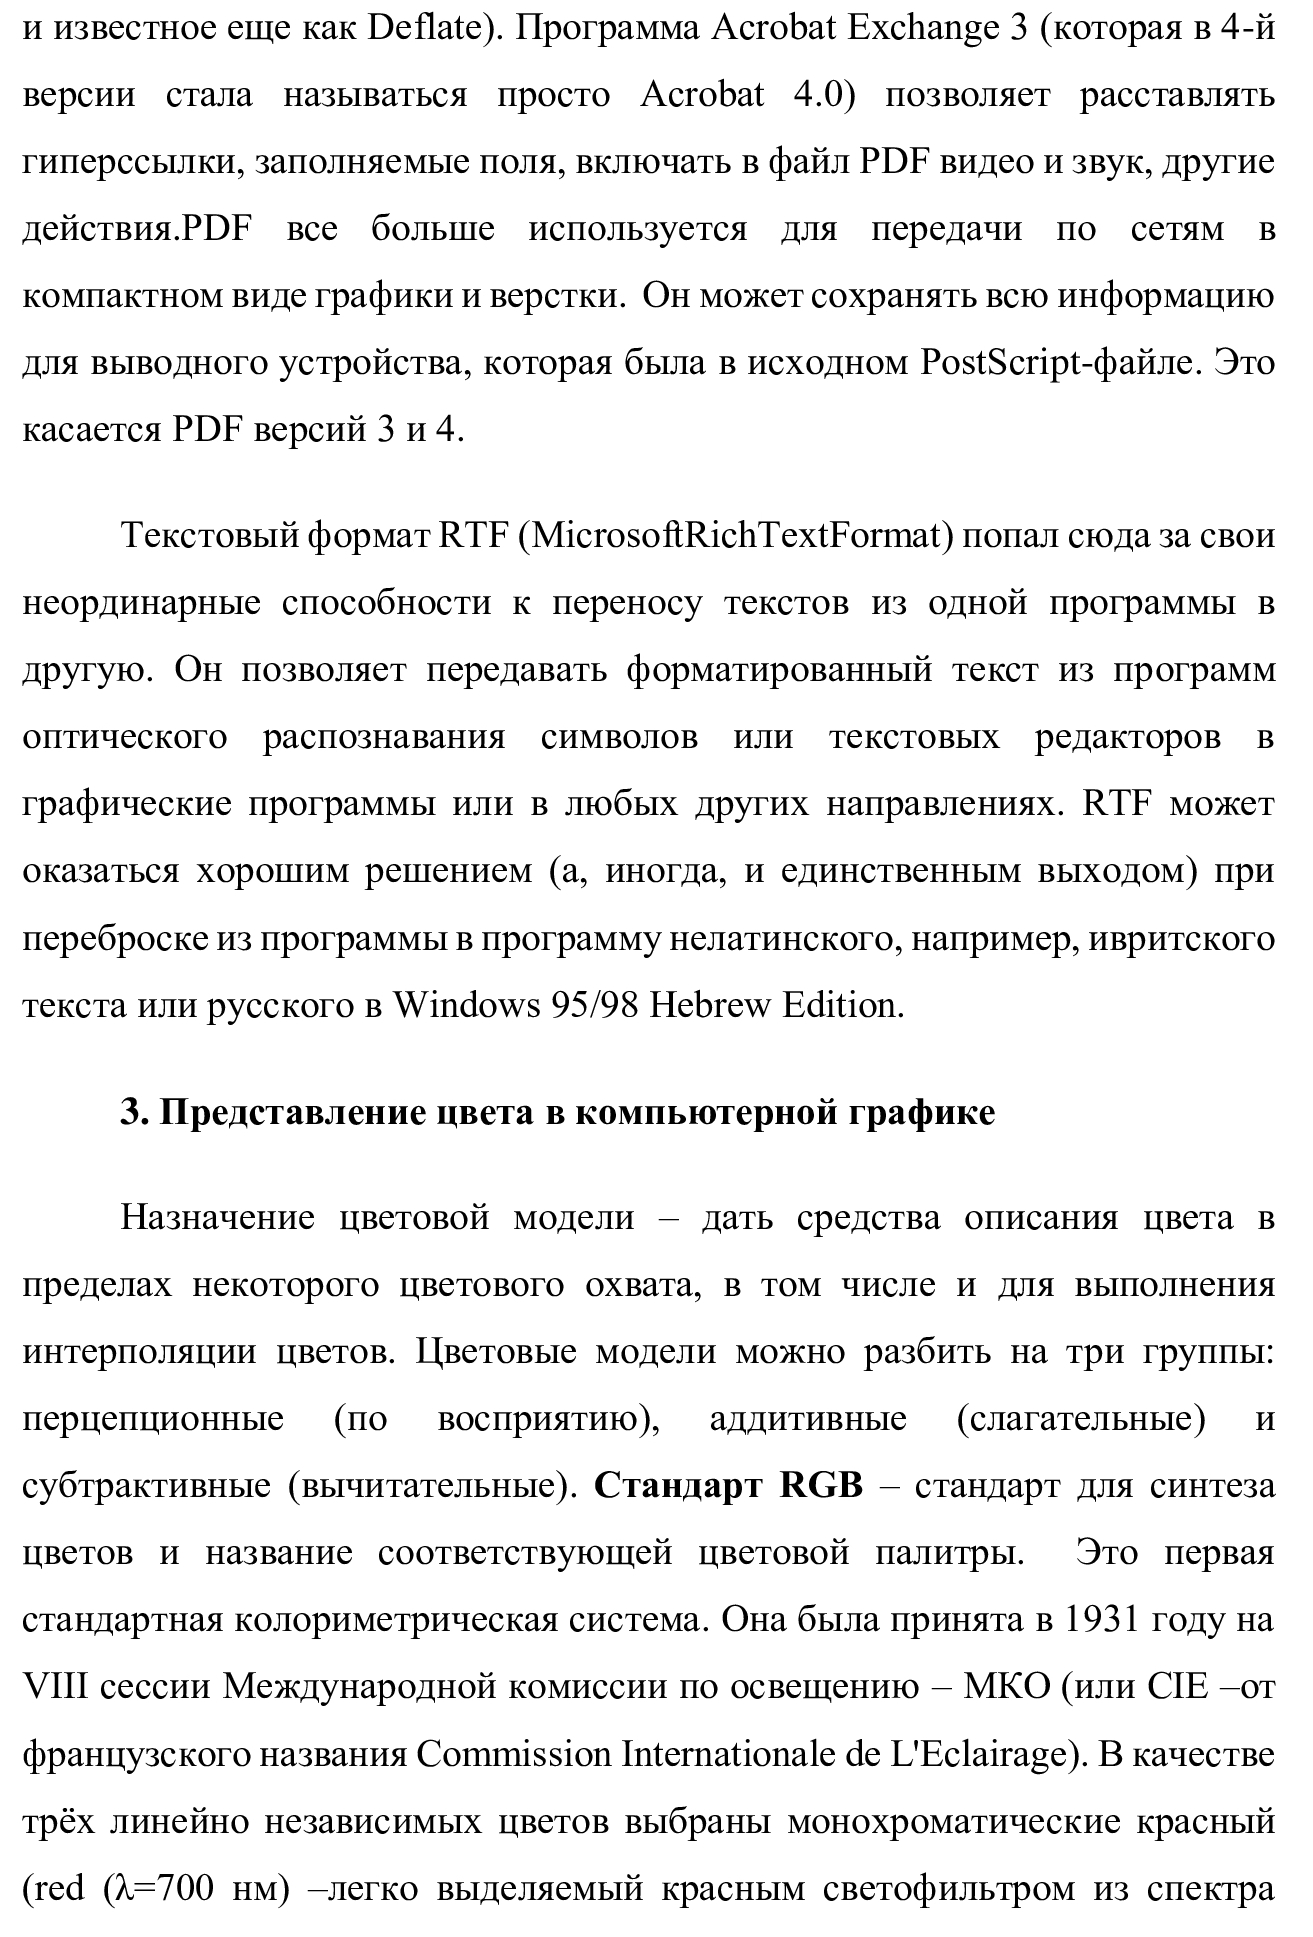 и известное еще как Deflate). Программа Acrobat Exchange 3 (которая в 4-й
версии стала называться просто Acrobat 4.0) позволяет расставлять
гиперссылки, заполняемые поля, включать в файл PDF видео и звук, другие
действия.PDF все больше используется для передачи по сетям в
компактном виде графики и верстки.  Он может сохранять всю информацию
для выводного устройства, которая была в исходном PostScript-файле. Это
касается PDF версий 3 и 4.
Текстовый формат RTF (MicrosoftRichTextFormat) попал сюда за свои
неординарные способности к переносу текстов из одной программы в
другую. Он позволяет передавать форматированный текст из программ
оптического распознавания символов или текстовых редакторов в
графические программы или в любых других направлениях. RTF может
оказаться хорошим решением (а, иногда, и единственным выходом) при
переброске из программы в программу нелатинского, например, ивритского
текста или русского в Windows 95/98 Hebrew Edition.
3. Представление цвета в компьютерной графике
Назначение цветовой модели – дать средства описания цвета в
пределах некоторого цветового охвата, в том числе и для выполнения
интерполяции цветов. Цветовые модели можно разбить на три группы:
перцепционные (по восприятию), аддитивные (слагательные) и
субтрактивные (вычитательные). Стандарт RGB – стандарт для синтеза
цветов и название соответствующей цветовой палитры.  Это первая
стандартная колориметрическая система. Она была принята в 1931 году на
VIII сессии Международной комиссии по освещению – МКО (или CIE –от
французского названия Commission Internationale de L'Eclairage). В качестве
трёх линейно независимых цветов выбраны монохроматические красный
(red (λ=700 нм) –легко выделяемый красным светофильтром из спектра